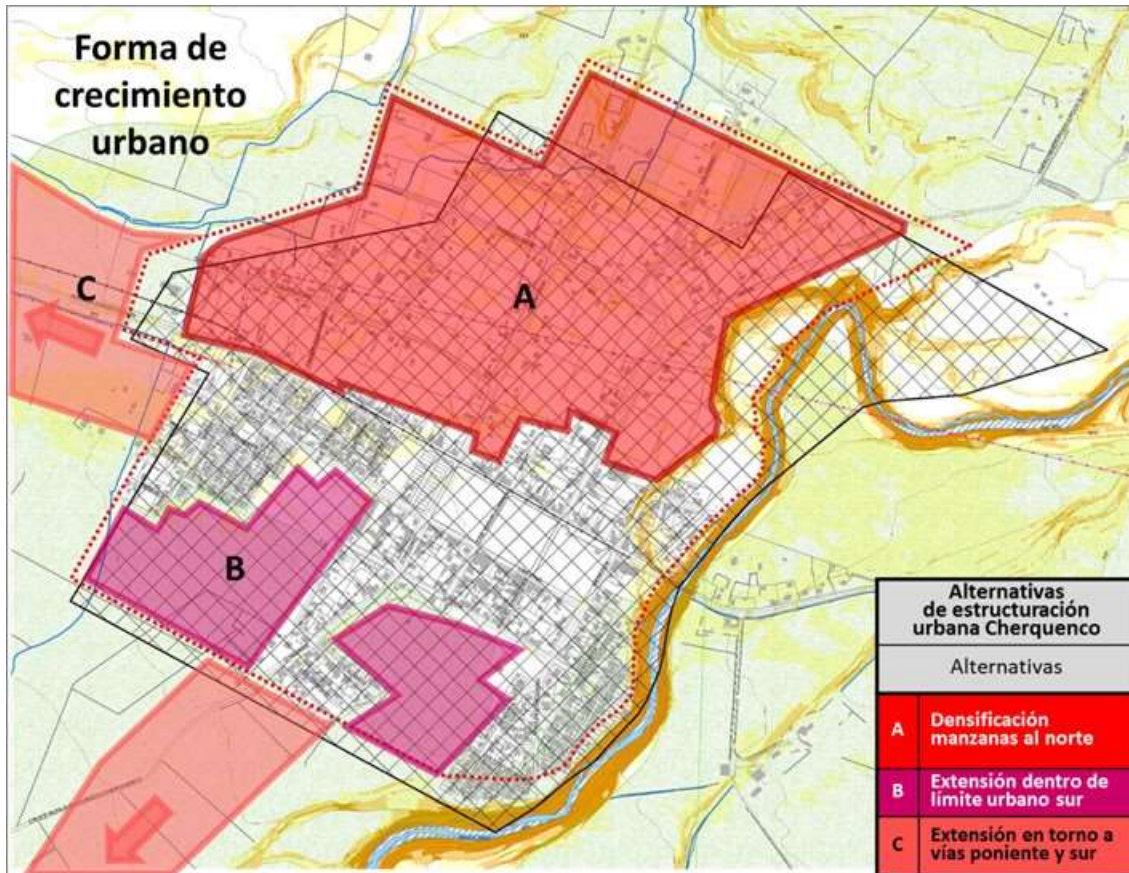 Forma de
crecimiento
urbano
C
A
B
Alternativas
de estructuración
urbana Cherquenco
Alternativas
A Densificación
manzanas al norte
B Extensión dentro de
límite urbano sur
C Extensión en torno a
vías poniente y sur